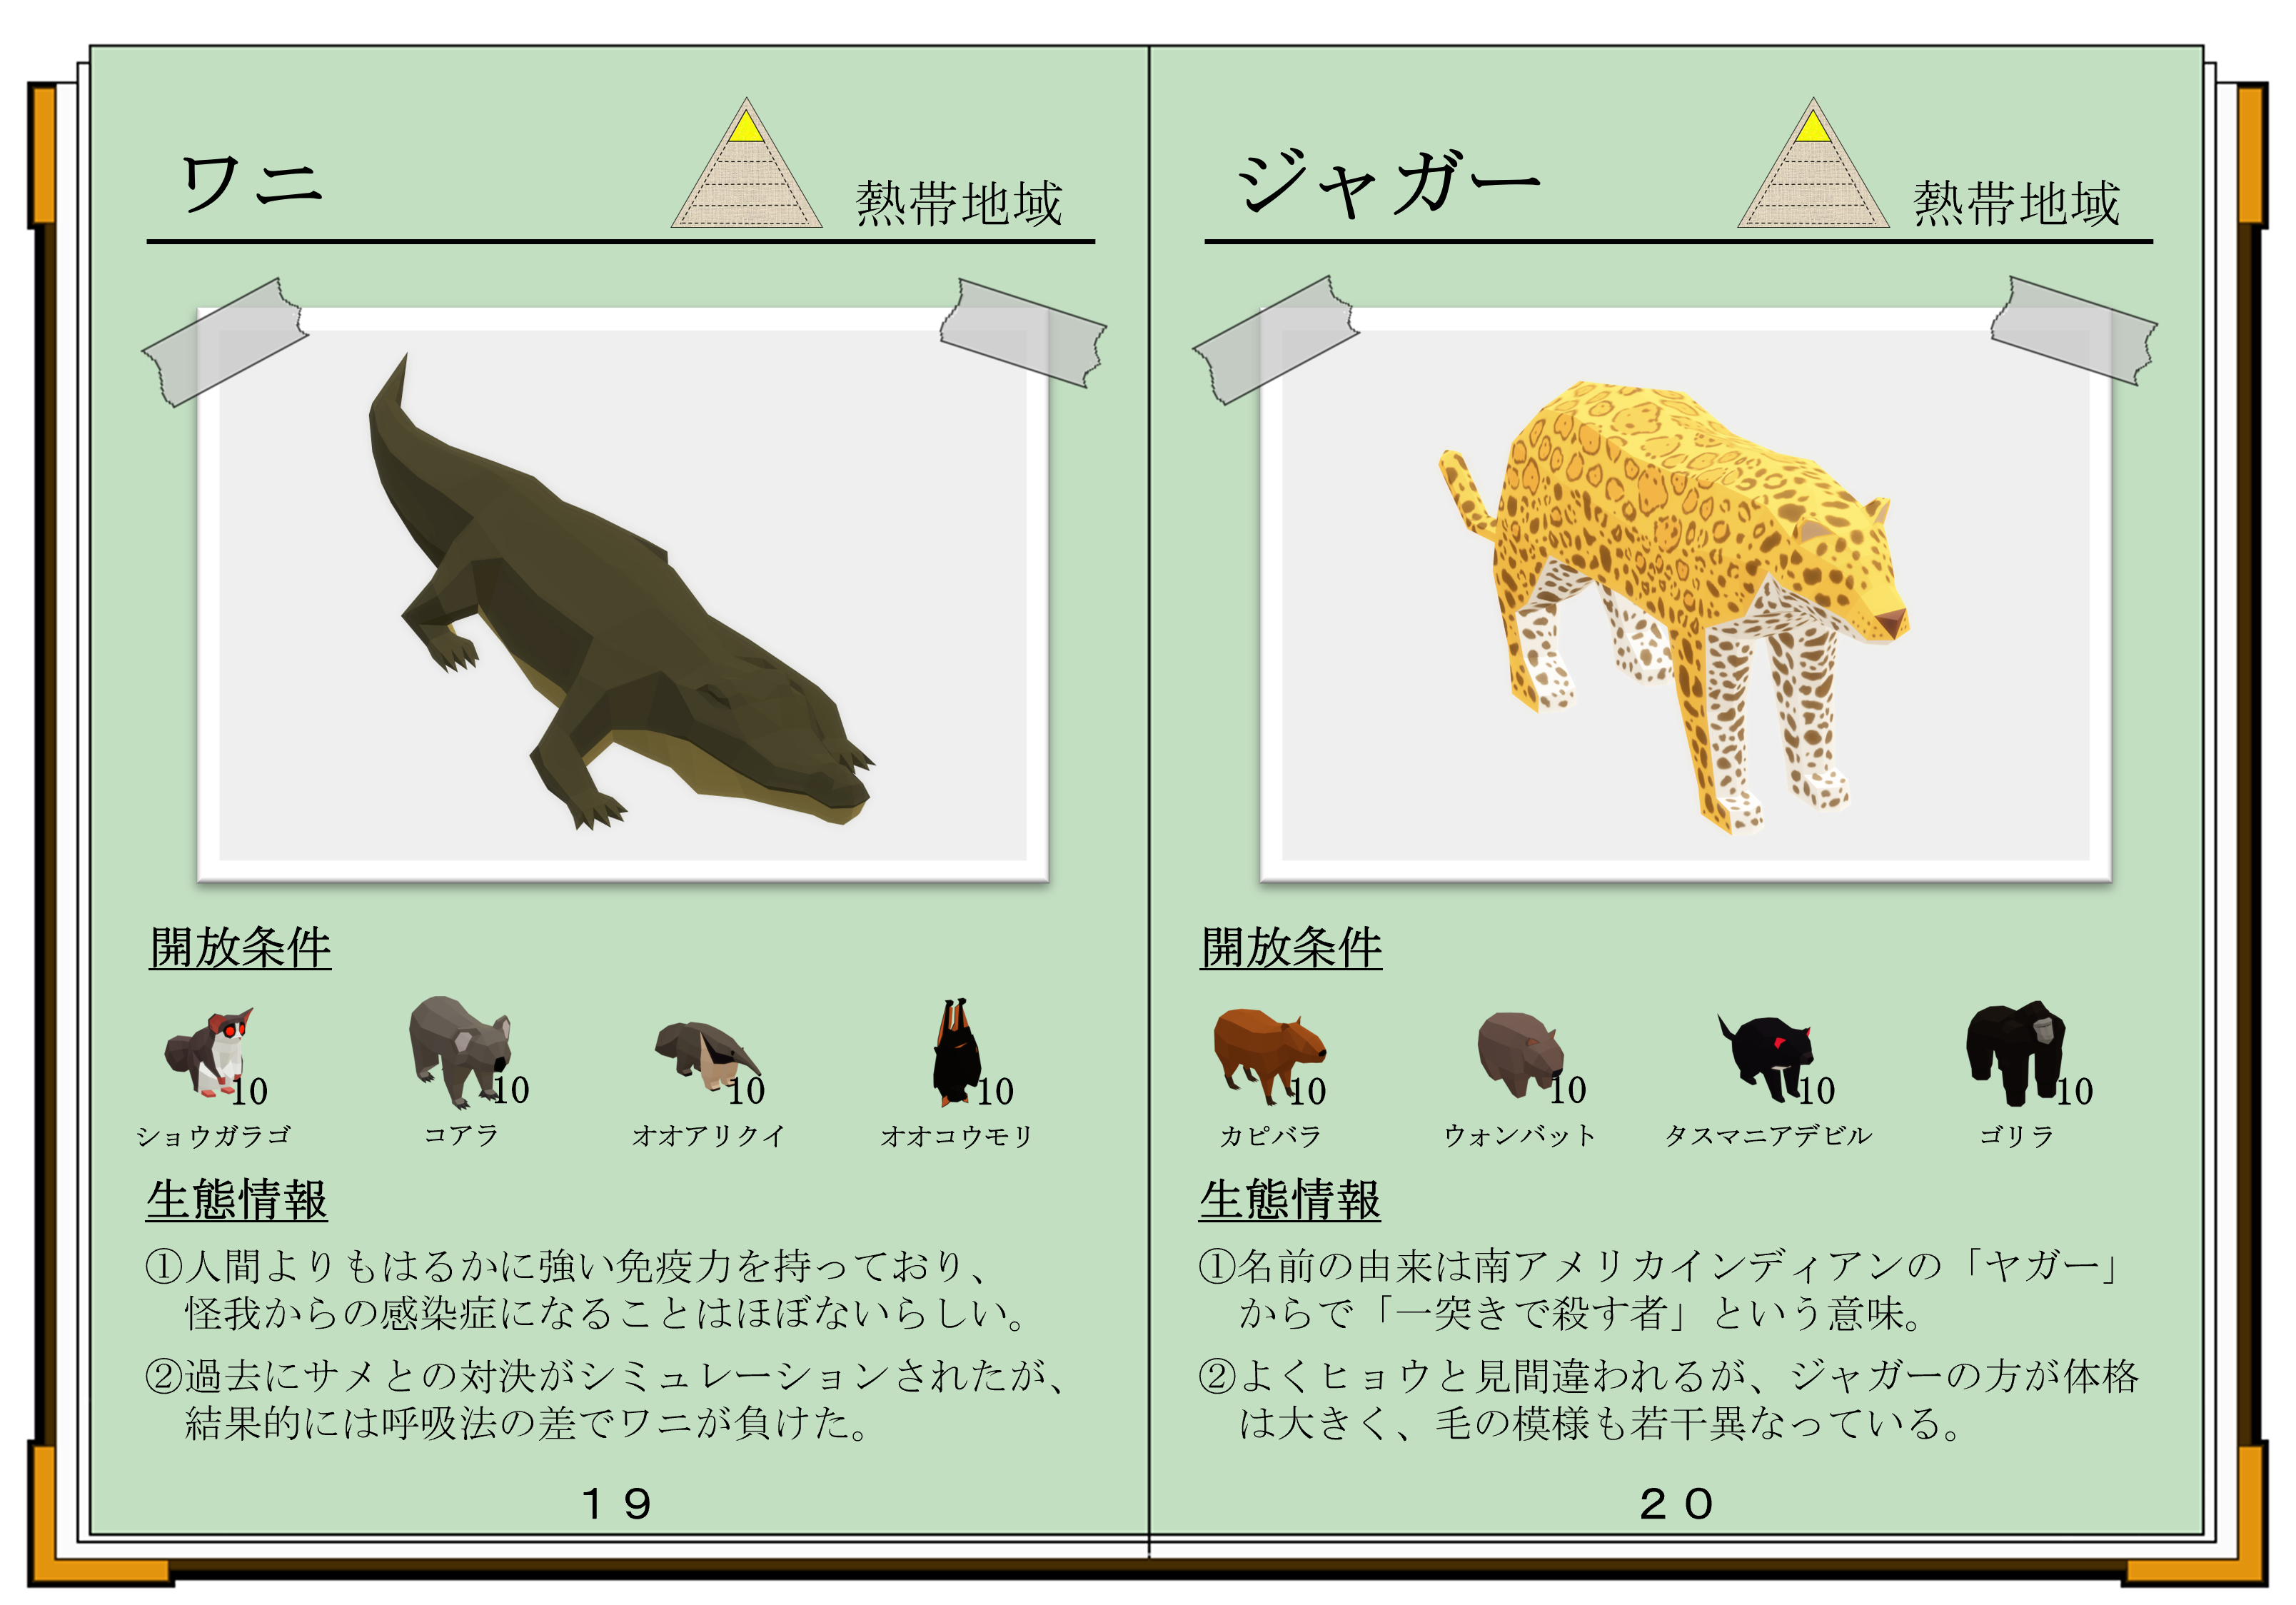 ワニ
熱帯地域
開放条件
10 10 10 10
ショウガラゴ コアラ オオアリクイ オオコウモリ
生態情報
①人間よりもはるかに強い免疫力を持っており、
怪我からの感染症になることはほぼないらしい。
②過去にサメとの対決がシミュレーションされたが、
結果的には呼吸法の差でワニが負けた。
19
ジャガー
熱帯地域
開放条件
10 10 10 10
カピバラ ウォンバット タスマニアデビル ゴリラ
生態情報
①名前の由来は南アメリカインディアンの「ヤガー」
からで「一突きで殺す者」という意味。
②よくヒョウと見間違われるが、ジャガーの方が体格
は大きく、毛の模様も若干異なっている。
20